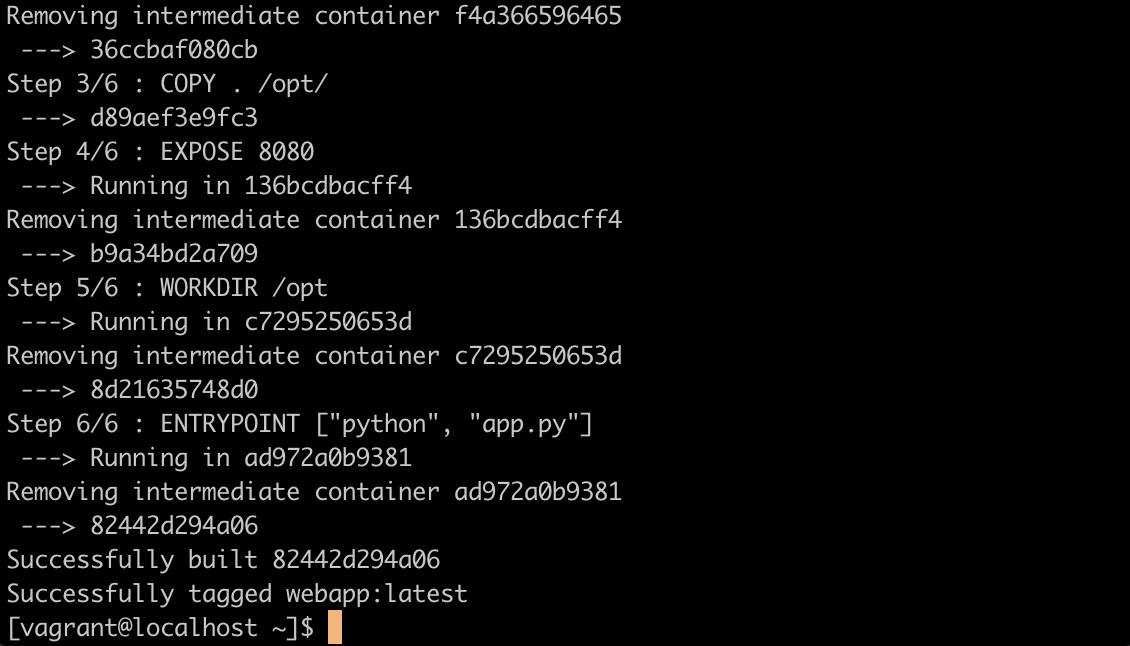 Removing intermediate container f4a366596465
 ---> 36ccbaf080cb
Step 3/6 : COPY . /opt/
 ---> d89aef3e9fc3
Step 4/6 : EXPOSE 8080
 ---> Running in 136bcdbacff4
Removing intermediate container 136bcdbacff4
 ---> b9a34bd2a709
Step 5/6 : WORKDIR /opt
 ---> Running in c7295250653d
Removing intermediate container c7295250653d
 ---> 8d21635748d0
Step 6/6 : ENTRYPOINT ["python", "app.py"]
 ---> Running in ad972a0b9381
Removing intermediate container ad972a0b9381
 ---> 82442d294a06
Successfully built 82442d294a06
Successfully tagged webapp:latest
[vagrant@localhost ~]$